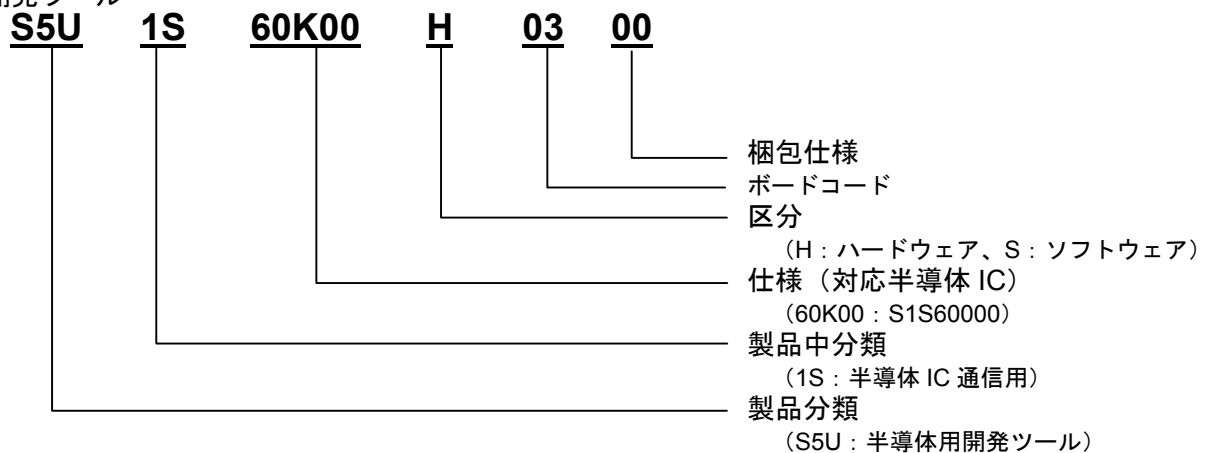 開発ツール
S5U 1S 60K00 H 03 00
梱包仕様
ボードコード
区分
（H：ハードウェア、S：ソフトウェア）
仕様（対応半導体 IC）
（60K00：S1S60000）
製品中分類
（1S：半導体 IC 通信用）
製品分類
（S5U：半導体用開発ツール）